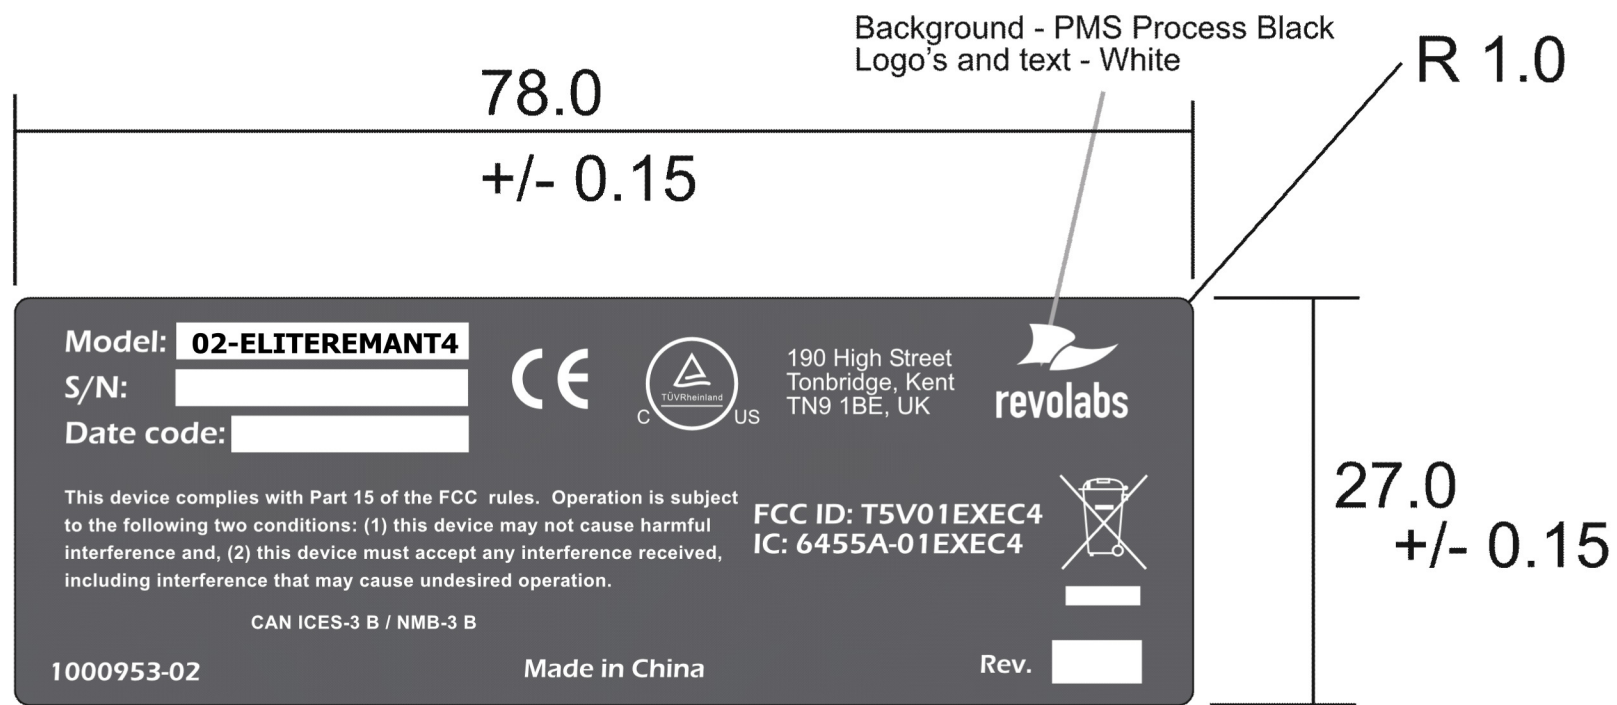 Background - PMS Process Black
Logo's and text - White
R 1.0
78.0
+/- 0.15
Model: 02-ELITEREMANT4
S/N:
Date code:
CE
TÜVRheinland
C US
190 High Street
Tonbridge, Kent
TN9 1BE, UK
revolabs
27.0
+/- 0.15
This device complies with Part 15 of the FCC rules. Operation is subject
to the following two conditions: (1) this device may not cause harmful
interference and, (2) this device must accept any interference received,
including interference that may cause undesired operation.
FCC ID: T5V01EXEC4
IC: 6455A-01EXEC4
CAN ICES-3 B / NMB-3 B
1000953-02
Made in China
Rev.